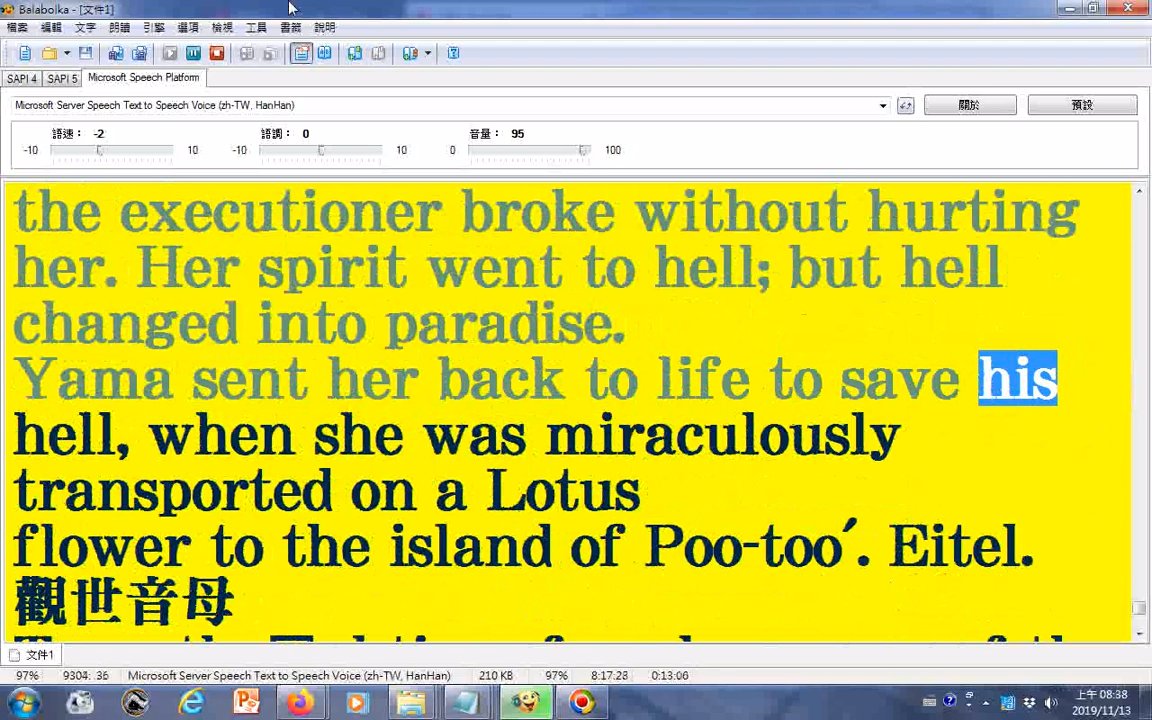 Balabolka - [文件1]
檔案 編輯 文字 朗讀 引擎 選項 檢視 工具 書籤 說明
SAPI 4 SAPI 5 Microsoft Speech Platform
Microsoft Server Speech Text to Speech Voice (zh-TW, HanHan) 關於 預設
語速： -2 語調： 0 音量： 95
-10 10 -10 10 0 100
the executioner broke without hurting
her. Her spirit went to hell; but hell
changed into paradise.
Yama sent her back to life to save his
hell, when she was miraculously
transported on a Lotus
flower to the island of Poo-too′. Eitel.
觀世音母
文件1
97% 9304: 36 Microsoft Server Speech Text to Speech Voice (zh-TW, HanHan) 210 KB 97% 8:17:28 0:13:06
上午 08:38
2019/11/13